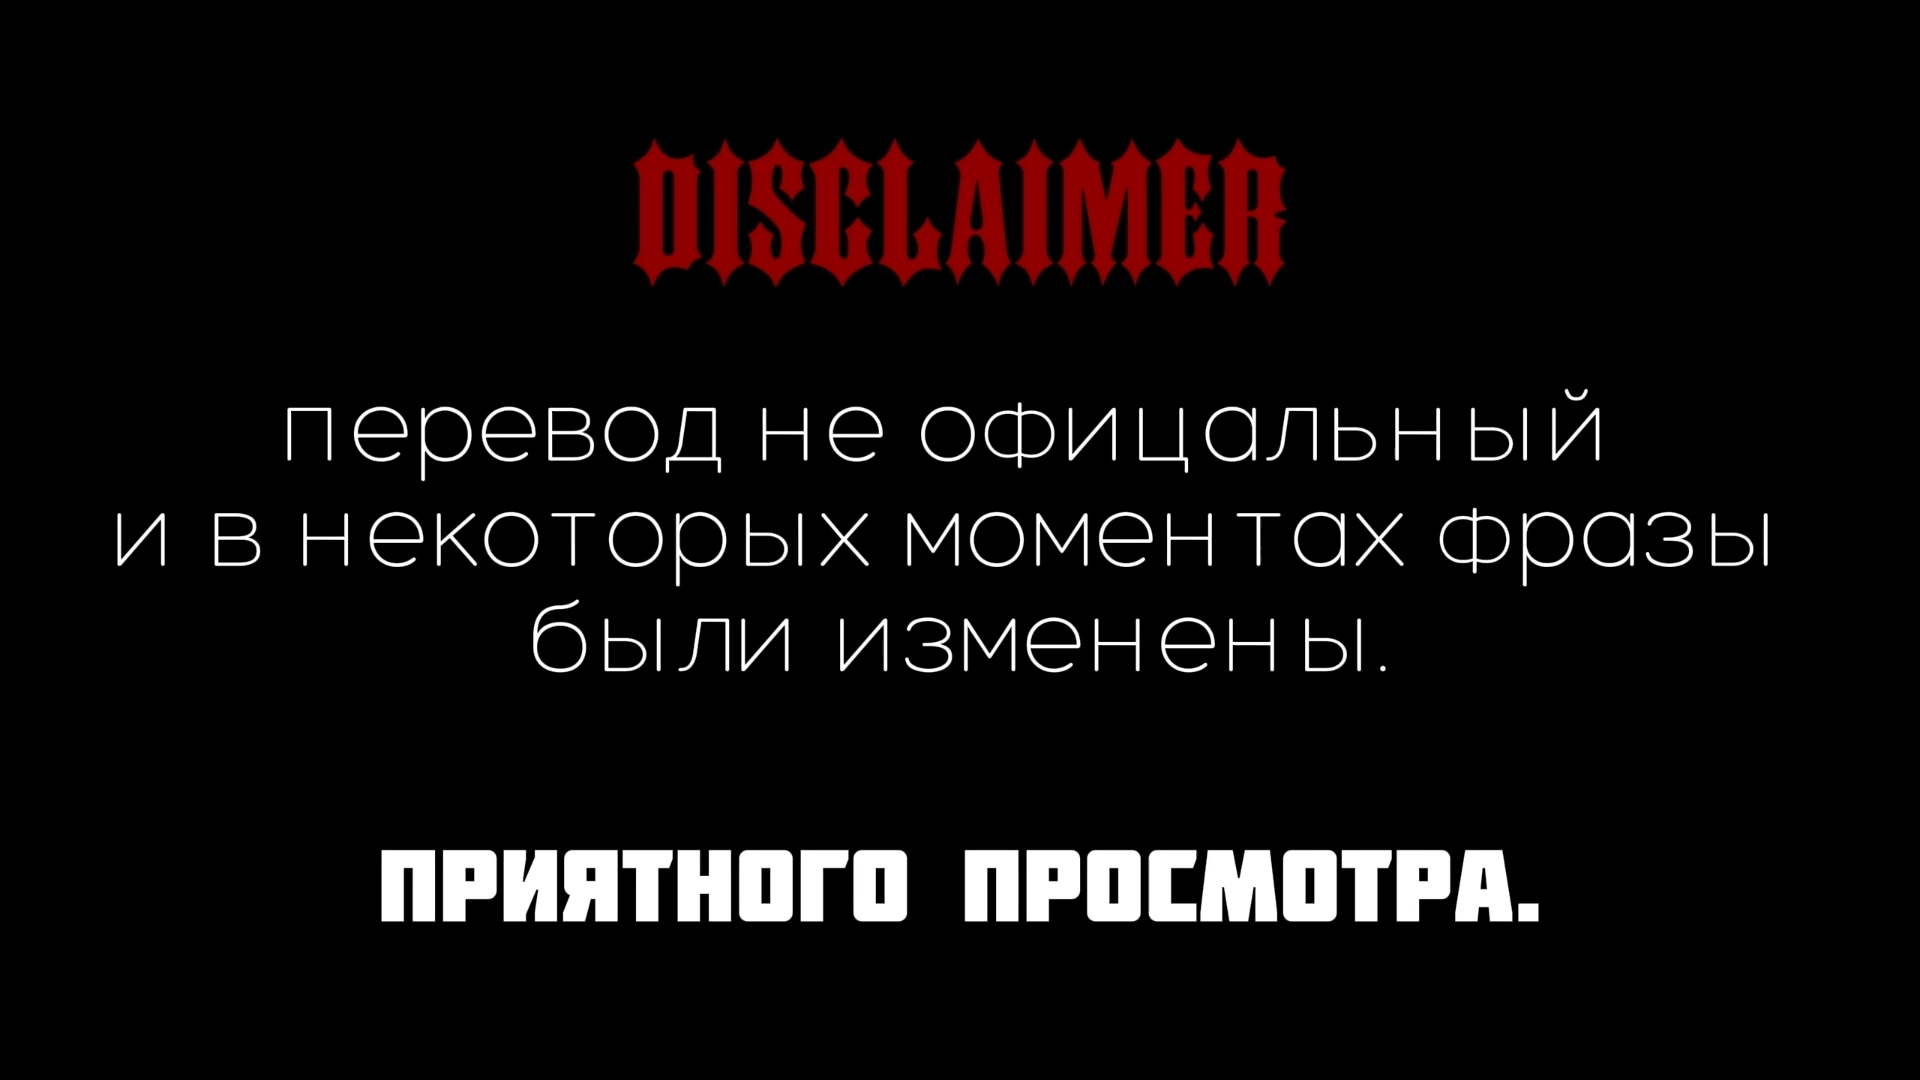 DISCLAIMER
перевод не офицальный
и в некоторых моментах фразы
были изменены.
ПРИЯТНОГО ПРОСМОТРА.